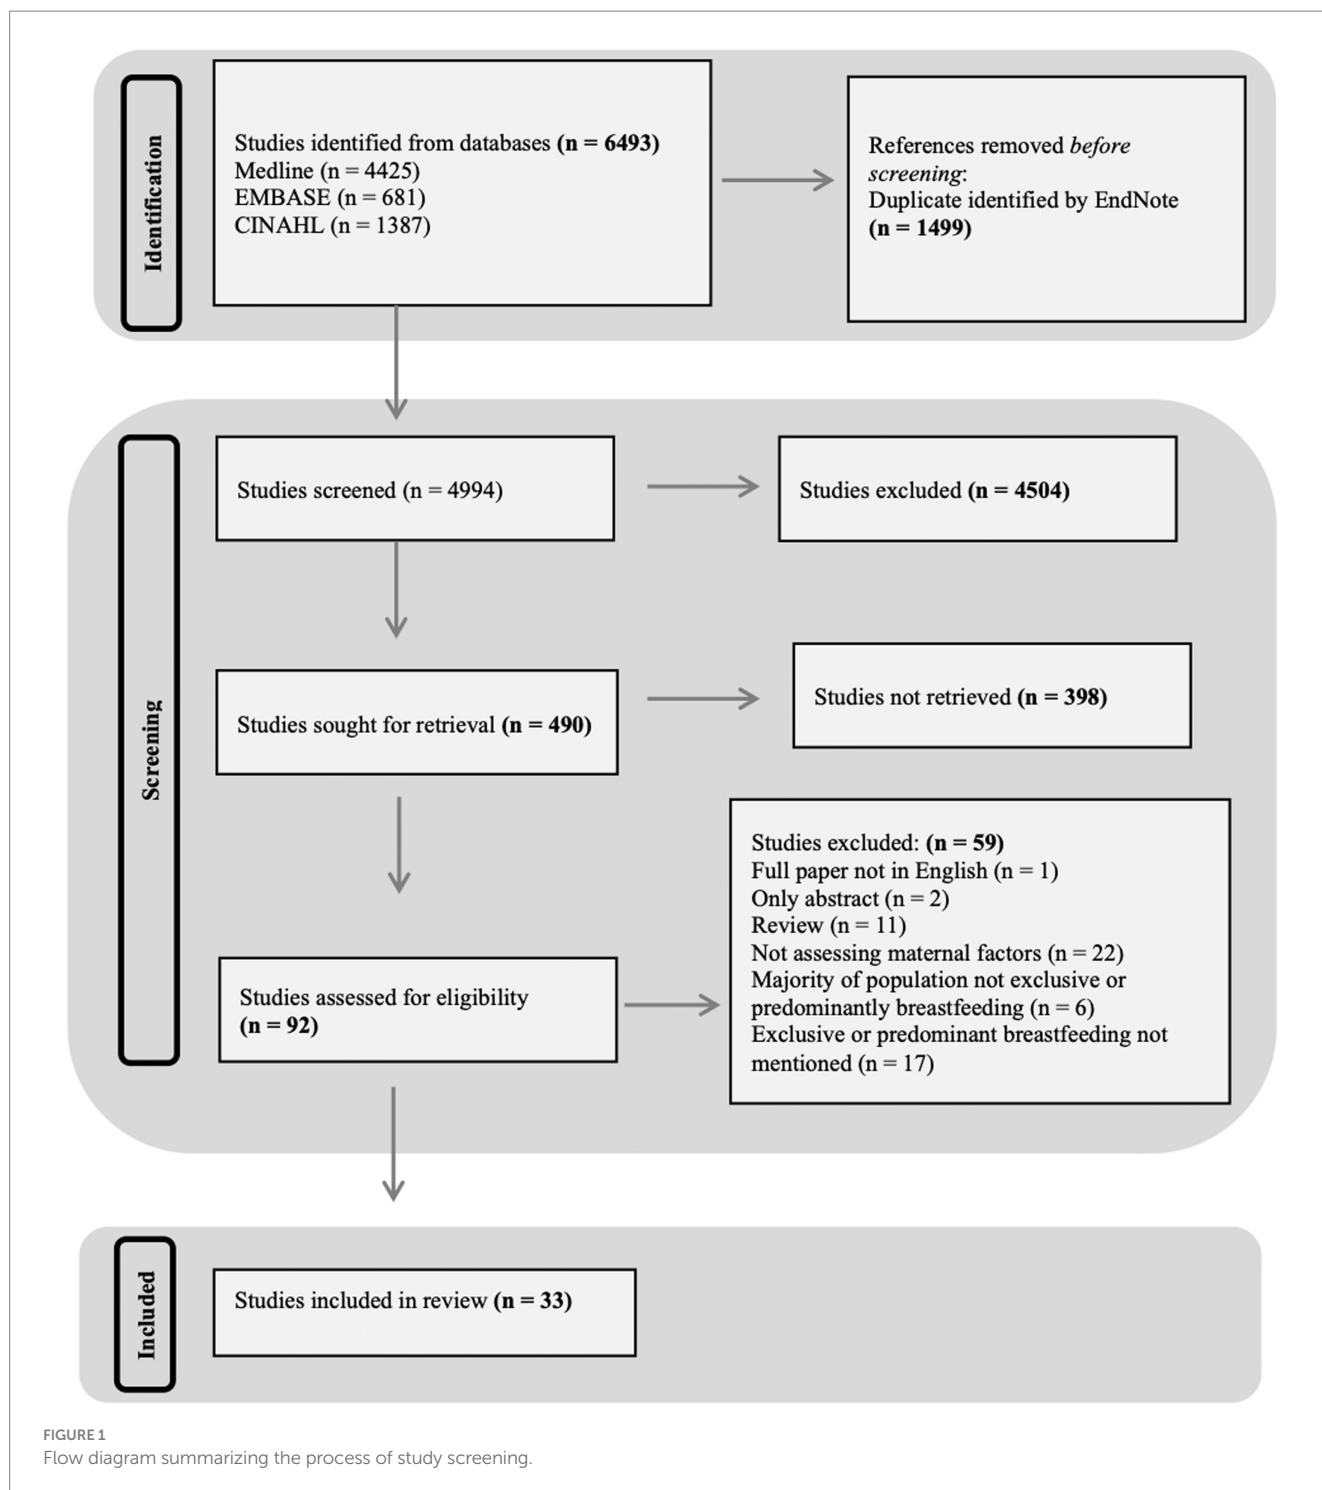 Identification
Studies identified from databases (n = 6493)
Medline (n = 4425)
EMBASE (n = 681)
CINAHL (n = 1387)
References removed before
screening:
Duplicate identified by EndNote
(n = 1499)
Screening
Studies screened (n = 4994)
Studies excluded (n = 4504)
Studies sought for retrieval (n = 490)
Studies not retrieved (n = 398)
Studies assessed for eligibility
(n = 92)
Studies excluded: (n = 59)
Full paper not in English (n = 1)
Only abstract (n = 2)
Review (n = 11)
Not assessing maternal factors (n = 22)
Majority of population not exclusive or
predominantly breastfeeding (n = 6)
Exclusive or predominant breastfeeding not
mentioned (n = 17)
Included
Studies included in review (n = 33)
FIGURE 1
Flow diagram summarizing the process of study screening.